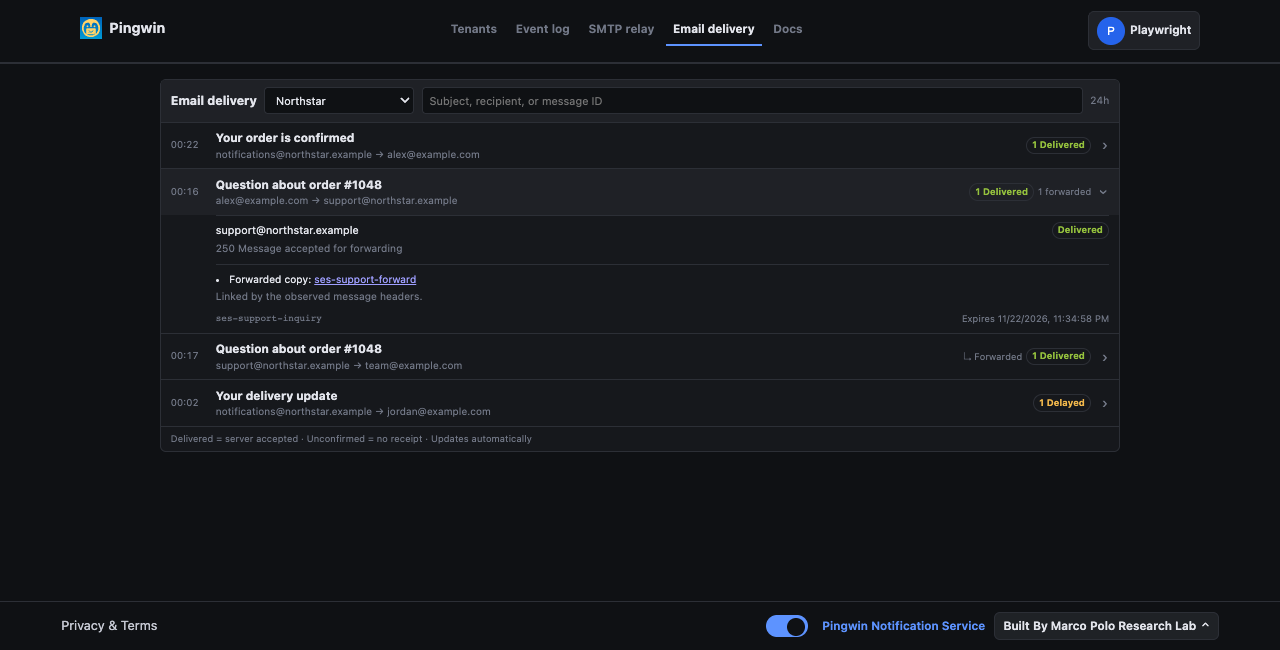 Pingwin
Tenants Event log SMTP relay Email delivery Docs
P Playwright
Email delivery Northstar Subject, recipient, or message ID 24h
00:22 Your order is confirmed 1 Delivered
notifications@northstar.example → alex@example.com
00:16 Question about order #1048 1 Delivered 1 forwarded
alex@example.com → support@northstar.example
support@northstar.example Delivered
250 Message accepted for forwarding
• Forwarded copy: ses-support-forward
Linked by the observed message headers.
ses-support-inquiry Expires 11/22/2026, 11:34:58 PM
00:17 Question about order #1048 Forwarded 1 Delivered
support@northstar.example → team@example.com
00:02 Your delivery update 1 Delayed
notifications@northstar.example → jordan@example.com
Delivered = server accepted · Unconfirmed = no receipt · Updates automatically
Privacy & Terms Pingwin Notification Service Built By Marco Polo Research Lab